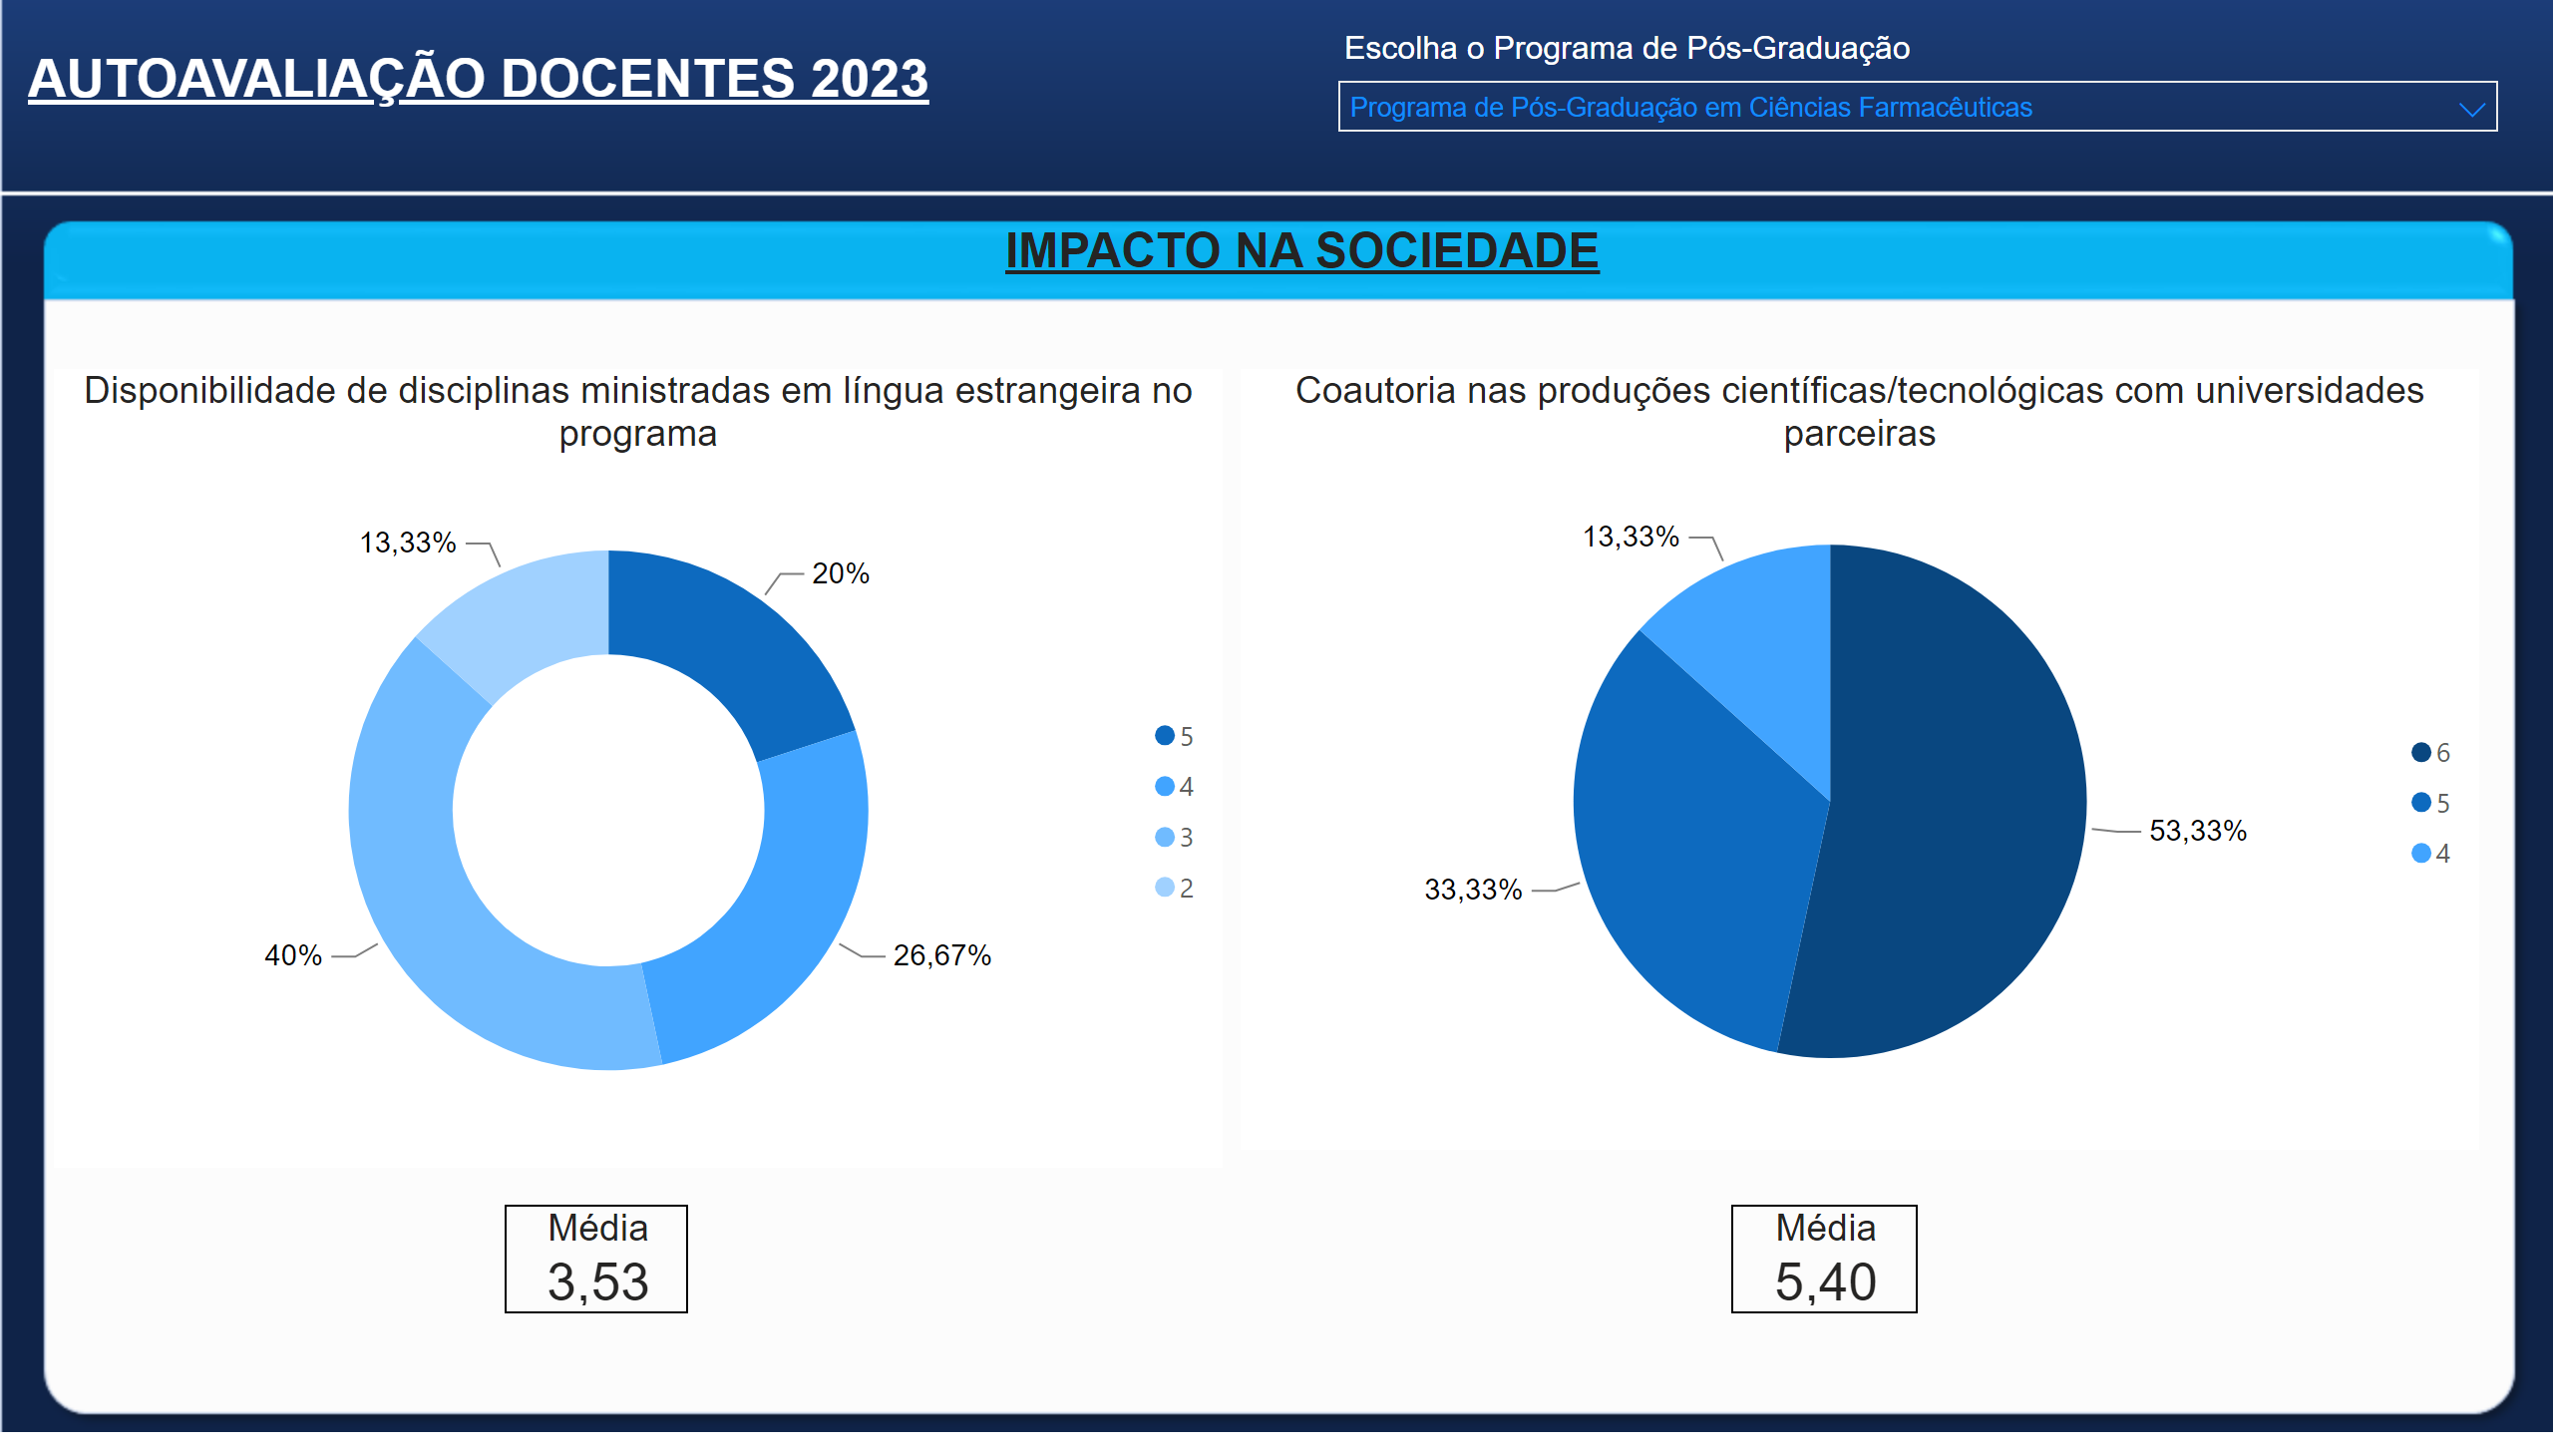 AUTOAVALIAÇÃO DOCENTES 2023
Escolha o Programa de Pós-Graduação
Programa de Pós-Graduação em Ciências Farmacêuticas
IMPACTO NA SOCIEDADE
Disponibilidade de disciplinas ministradas em língua estrangeira no
programa
13,33%
20%
40%
26,67%
5
4
3
2
Média
3,53
Coautoria nas produções científicas/tecnológicas com universidades
parceiras
13,33%
53,33%
33,33%
6
5
4
Média
5,40